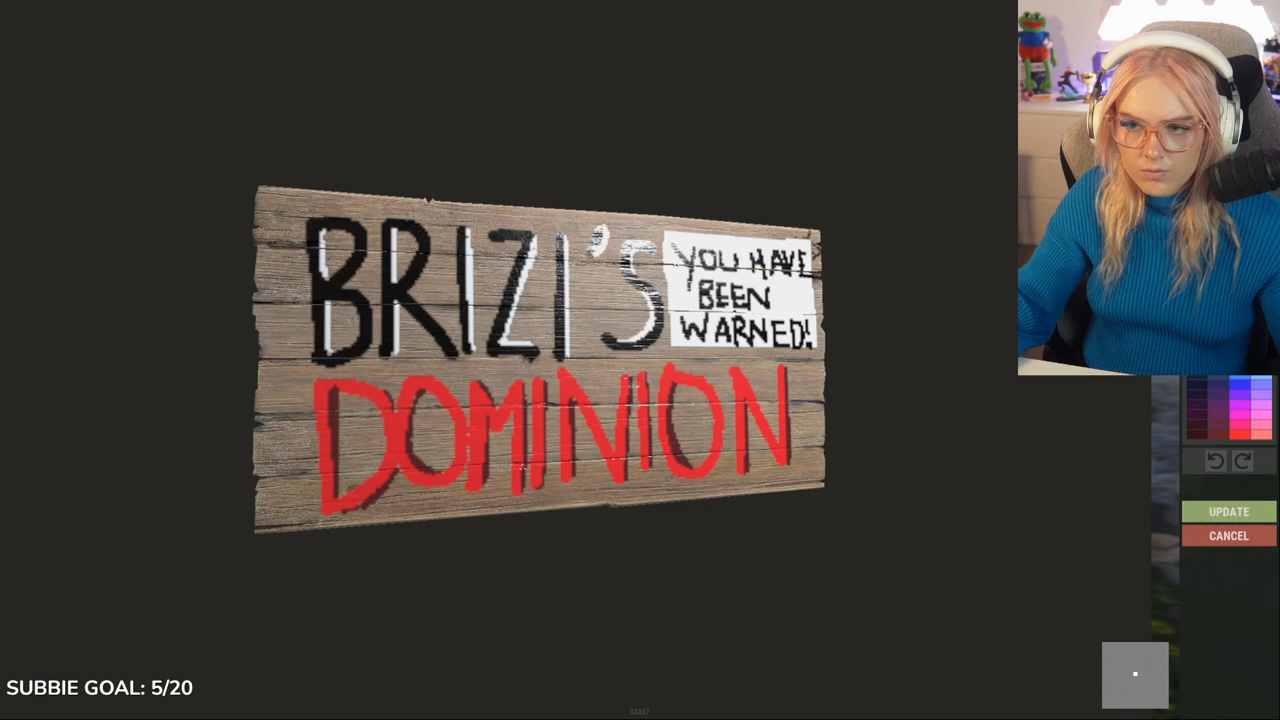 BRIZI'S
YOU HAVE
BEEN
WARNED!
DOMINION
UPDATE
CANCEL
SUBBIE GOAL: 5/20